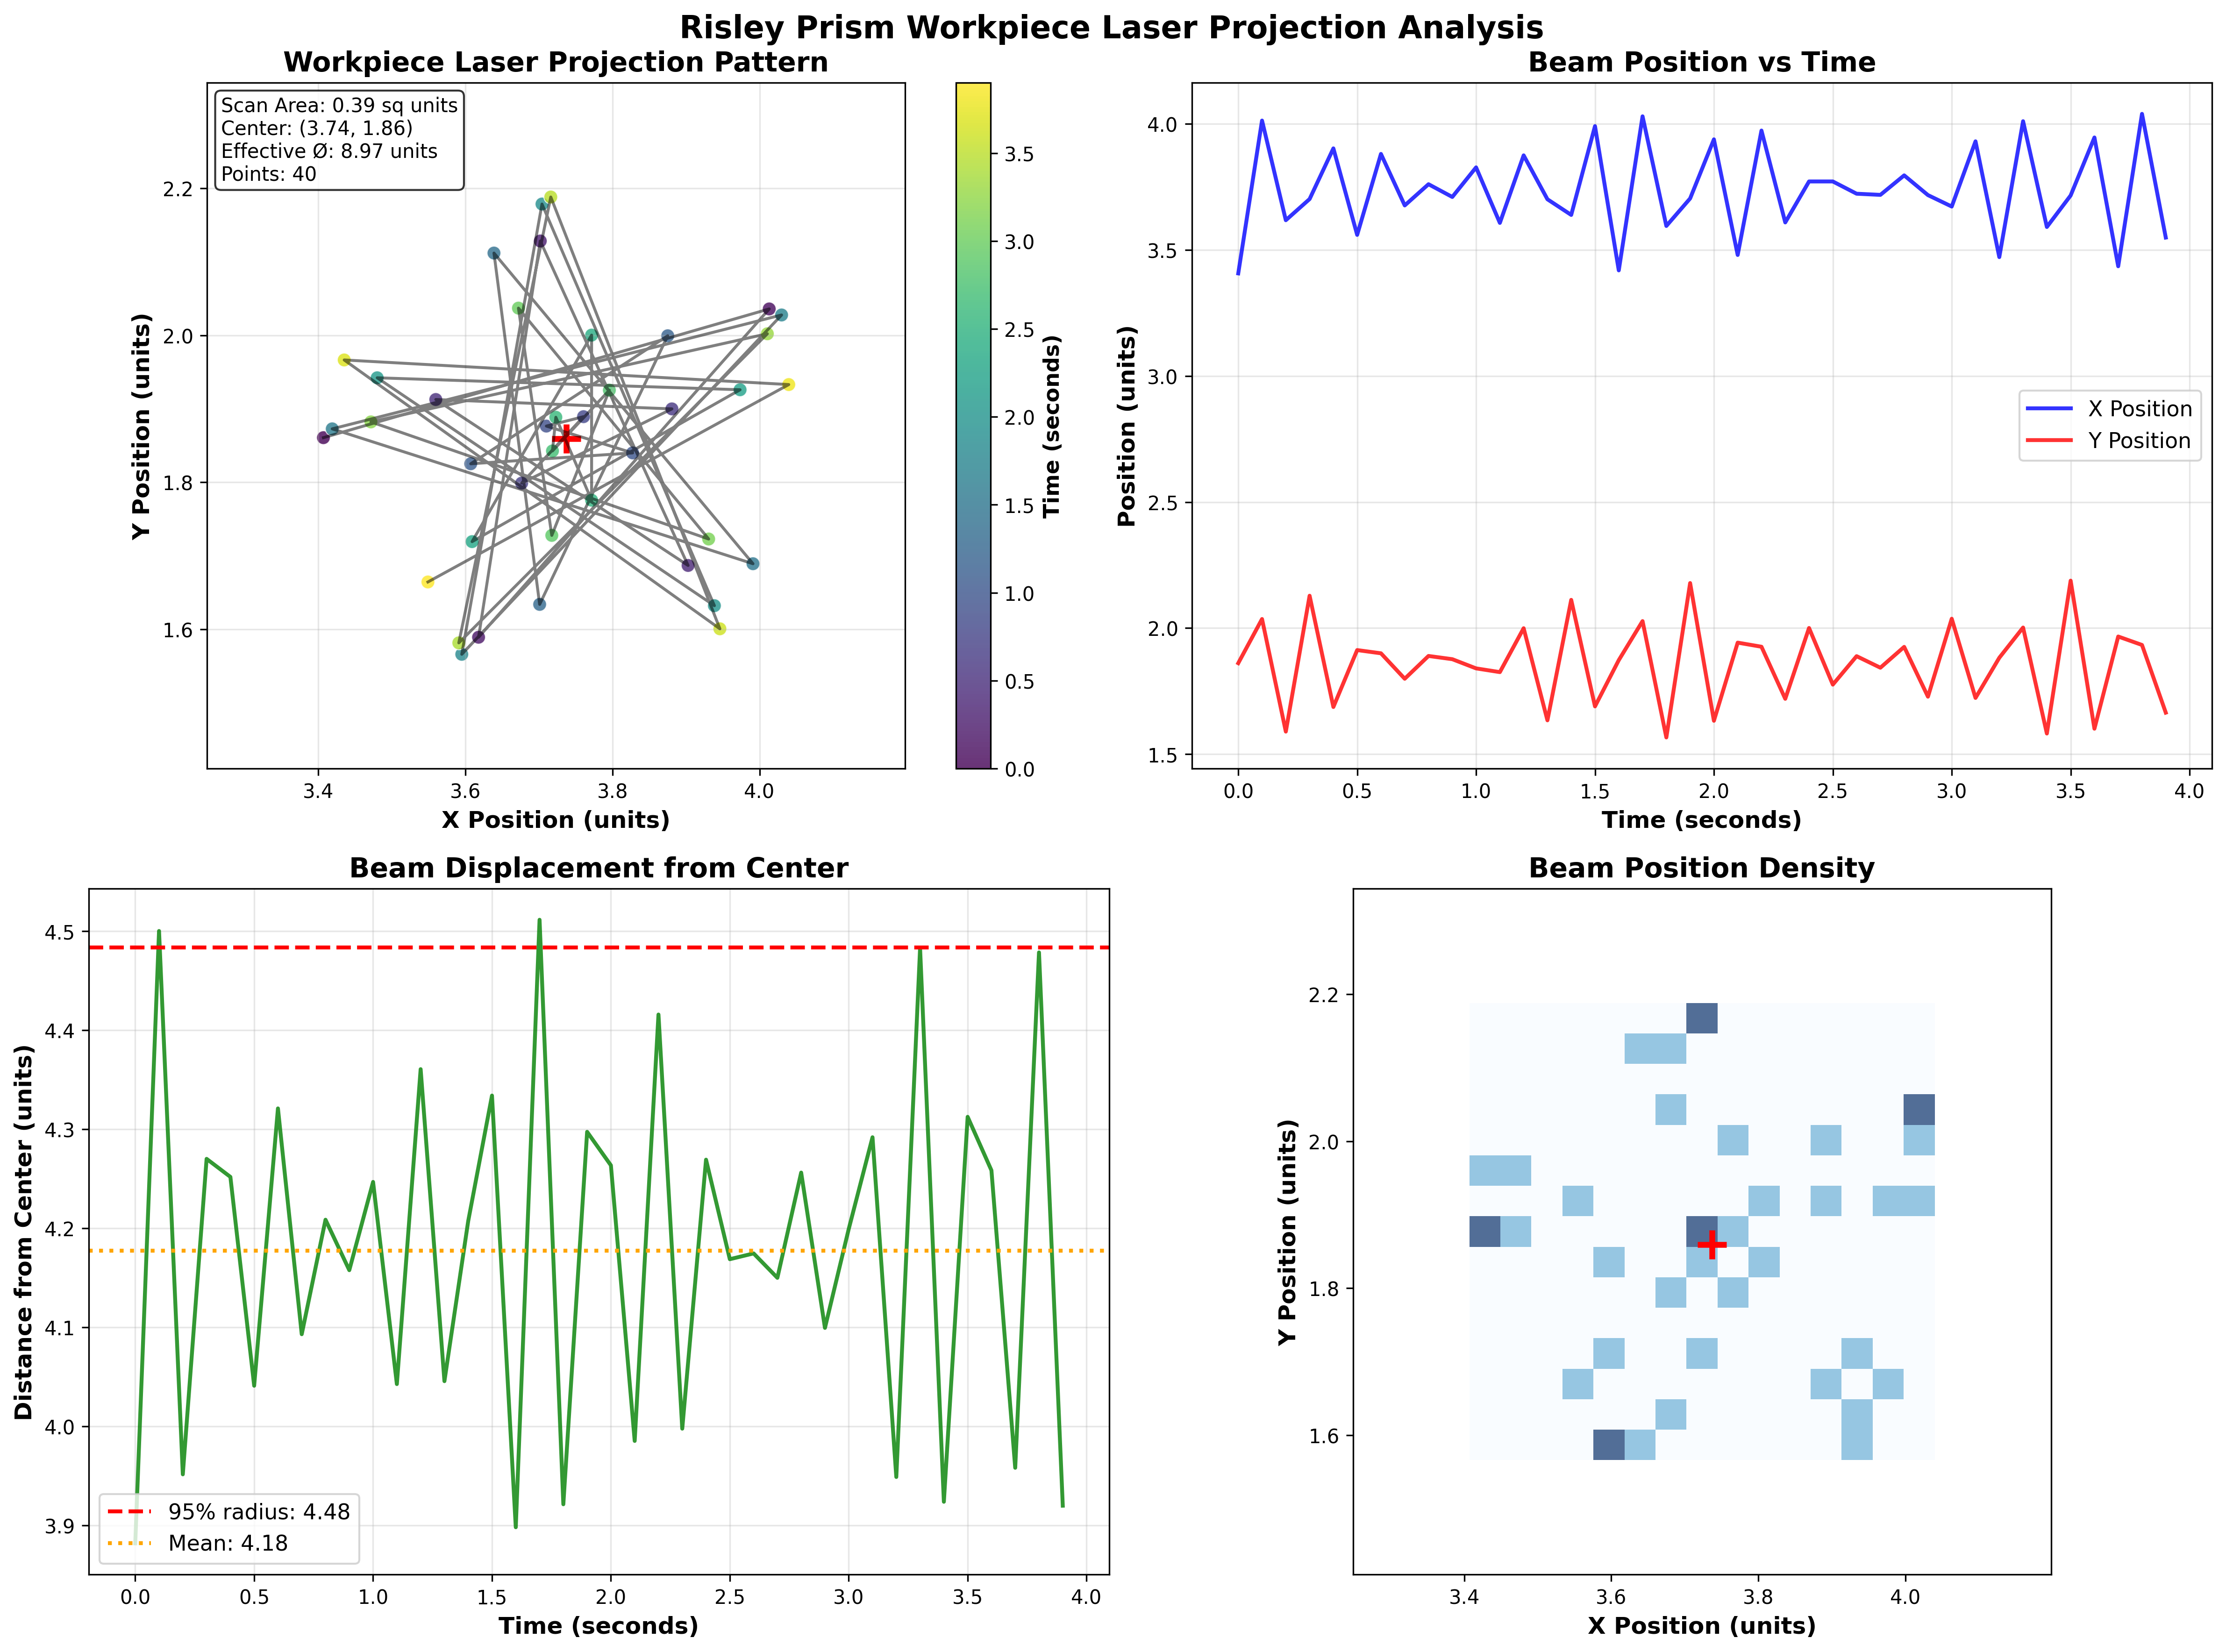 Risley Prism Workpiece Laser Projection Analysis
Workpiece Laser Projection Pattern
Scan Area: 0.39 sq units
Center: (3.74, 1.86)
Effective Ø: 8.97 units
Points: 40
2.2
2.0
1.8
1.6
Y Position (units)
3.4
3.6
3.8
4.0
X Position (units)
3.5
3.0
2.5
2.0
1.5
1.0
0.5
0.0
Time (seconds)
Beam Position vs Time
4.0
3.5
3.0
2.5
2.0
1.5
Position (units)
X Position
Y Position
0.0
0.5
1.0
1.5
2.0
2.5
3.0
3.5
4.0
Time (seconds)
Beam Displacement from Center
4.5
4.4
4.3
4.2
4.1
4.0
3.9
Distance from Center (units)
95% radius: 4.48
Mean: 4.18
0.0
0.5
1.0
1.5
2.0
2.5
3.0
3.5
4.0
Time (seconds)
Beam Position Density
2.2
2.0
1.8
1.6
Y Position (units)
3.4
3.6
3.8
4.0
X Position (units)